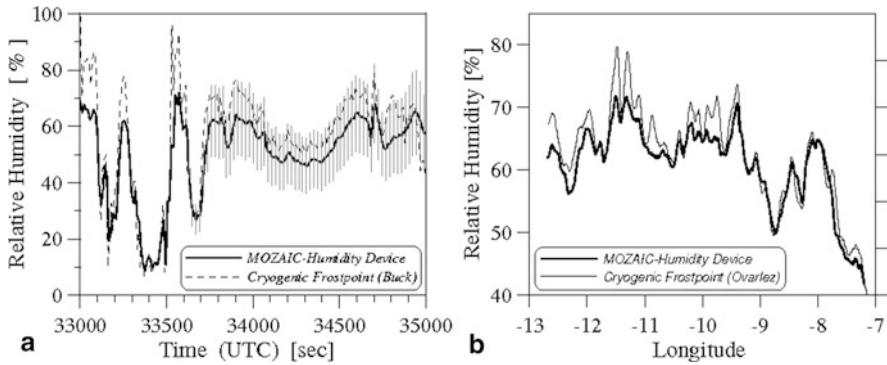 100
80
60
40
20
0
Relative Humidity [%]
MOZAIC-Humidity Device
Cryogenic Frostpoint (Buck)
33000 33500 34000 34500 35000
a Time (UTC) [sec]
80
70
60
50
40
Relative Humidity [%]
MOZAIC-Humidity Device
Cryogenic Frostpoint (Ovarlez)
-13 -12 -11 -10 -9 -8 -7
b Longitude